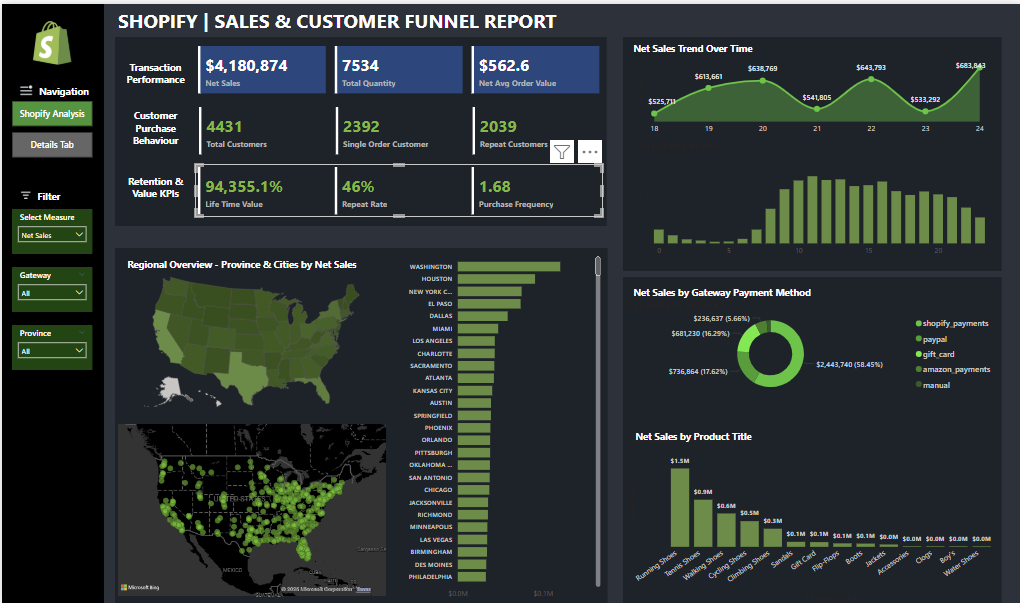 SHOPIFY | SALES & CUSTOMER FUNNEL REPORT
Navigation
Shopify Analysis
Details Tab
Filter
Select Measure
Net Sales
Gateway
All
Province
All
Transaction
Performance
$4,180,874
Net Sales
7534
Total Quantity
$562.6
Net Avg Order Value
Customer
Purchase
Behaviour
4431
Total Customers
2392
Single Order Customer
2039
Repeat Customers
Retention &
Value KPIs
94,355.1%
Life Time Value
46%
Repeat Rate
1.68
Purchase Frequency
Net Sales Trend Over Time
$525,711
$613,661
$638,769
$541,805
$643,793
$533,292
$683,843
18 19 20 21 22 23 24
0 5 10 15 20
Regional Overview - Province & Cities by Net Sales
WASHINGTON
HOUSTON
NEW YORK C...
EL PASO
DALLAS
MIAMI
LOS ANGELES
CHARLOTTE
SACRAMENTO
ATLANTA
KANSAS CITY
AUSTIN
SPRINGFIELD
PHOENIX
ORLANDO
PITTSBURGH
OKLAHOMA ...
SAN ANTONIO
CHICAGO
JACKSONVILLE
RICHMOND
MINNEAPOLIS
LAS VEGAS
BIRMINGHAM
DES MOINES
PHILADELPHIA
$0.0M $0.1M
UNITED STATES
MEXICO
Microsoft Bing
© 2026 Microsoft Corporation Terms
Net Sales by Gateway Payment Method
$236,637 (5.66%)
$681,230 (16.29%)
$736,864 (17.62%)
$2,443,740 (58.45%)
shopify_payments
paypal
gift_card
amazon_payments
manual
Net Sales by Product Title
$1.5M
$0.9M
$0.6M
$0.5M
$0.3M
$0.1M
$0.1M
$0.1M
$0.1M
$0.0M
$0.0M
$0.0M
$0.0M
$0.0M
Running Shoes
Tennis Shoes
Walking Shoes
Cycling Shoes
Climbing Shoes
Sandals
Gift Card
Flip-Flops
Boots
Jackets
Accessories
Clogs
Boy's
Water Shoes